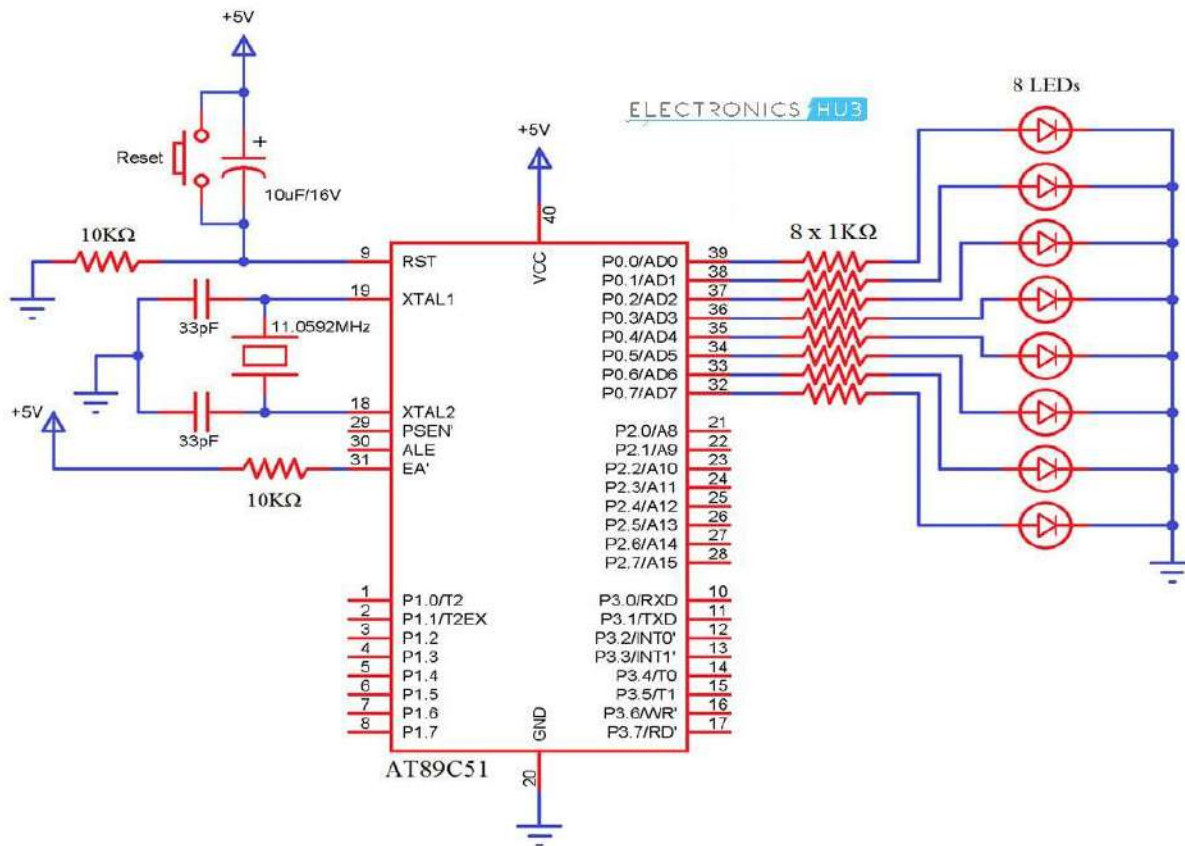 +5V
ELECTRONICS HUB
8 LEDs
+5V
Reset
+
10uF/16V
10KΩ
40
8 x 1KΩ
9 RST
VCC
P0.0/AD0 39
P0.1/AD1 38
19 XTAL1
P0.2/AD2 37
33pF
11.0592MHz
P0.3/AD3 36
P0.4/AD4 35
P0.5/AD5 34
P0.6/AD6 33
P0.7/AD7 32
+5V
18 XTAL2
33pF
29 PSEN'
30 ALE
31 EA'
10KΩ
P2.0/A8 21
P2.1/A9 22
P2.2/A10 23
P2.3/A11 24
P2.4/A12 25
P2.5/A13 26
P2.6/A14 27
P2.7/A15 28
1 P1.0/T2
2 P1.1/T2EX
3 P1.2
4 P1.3
5 P1.4
6 P1.5
7 P1.6
8 P1.7
P3.0/RXD 10
P3.1/TXD 11
P3.2/INT0' 12
P3.3/INT1' 13
P3.4/T0 14
P3.5/T1 15
P3.6/WR' 16
P3.7/RD' 17
GND
AT89C51
20